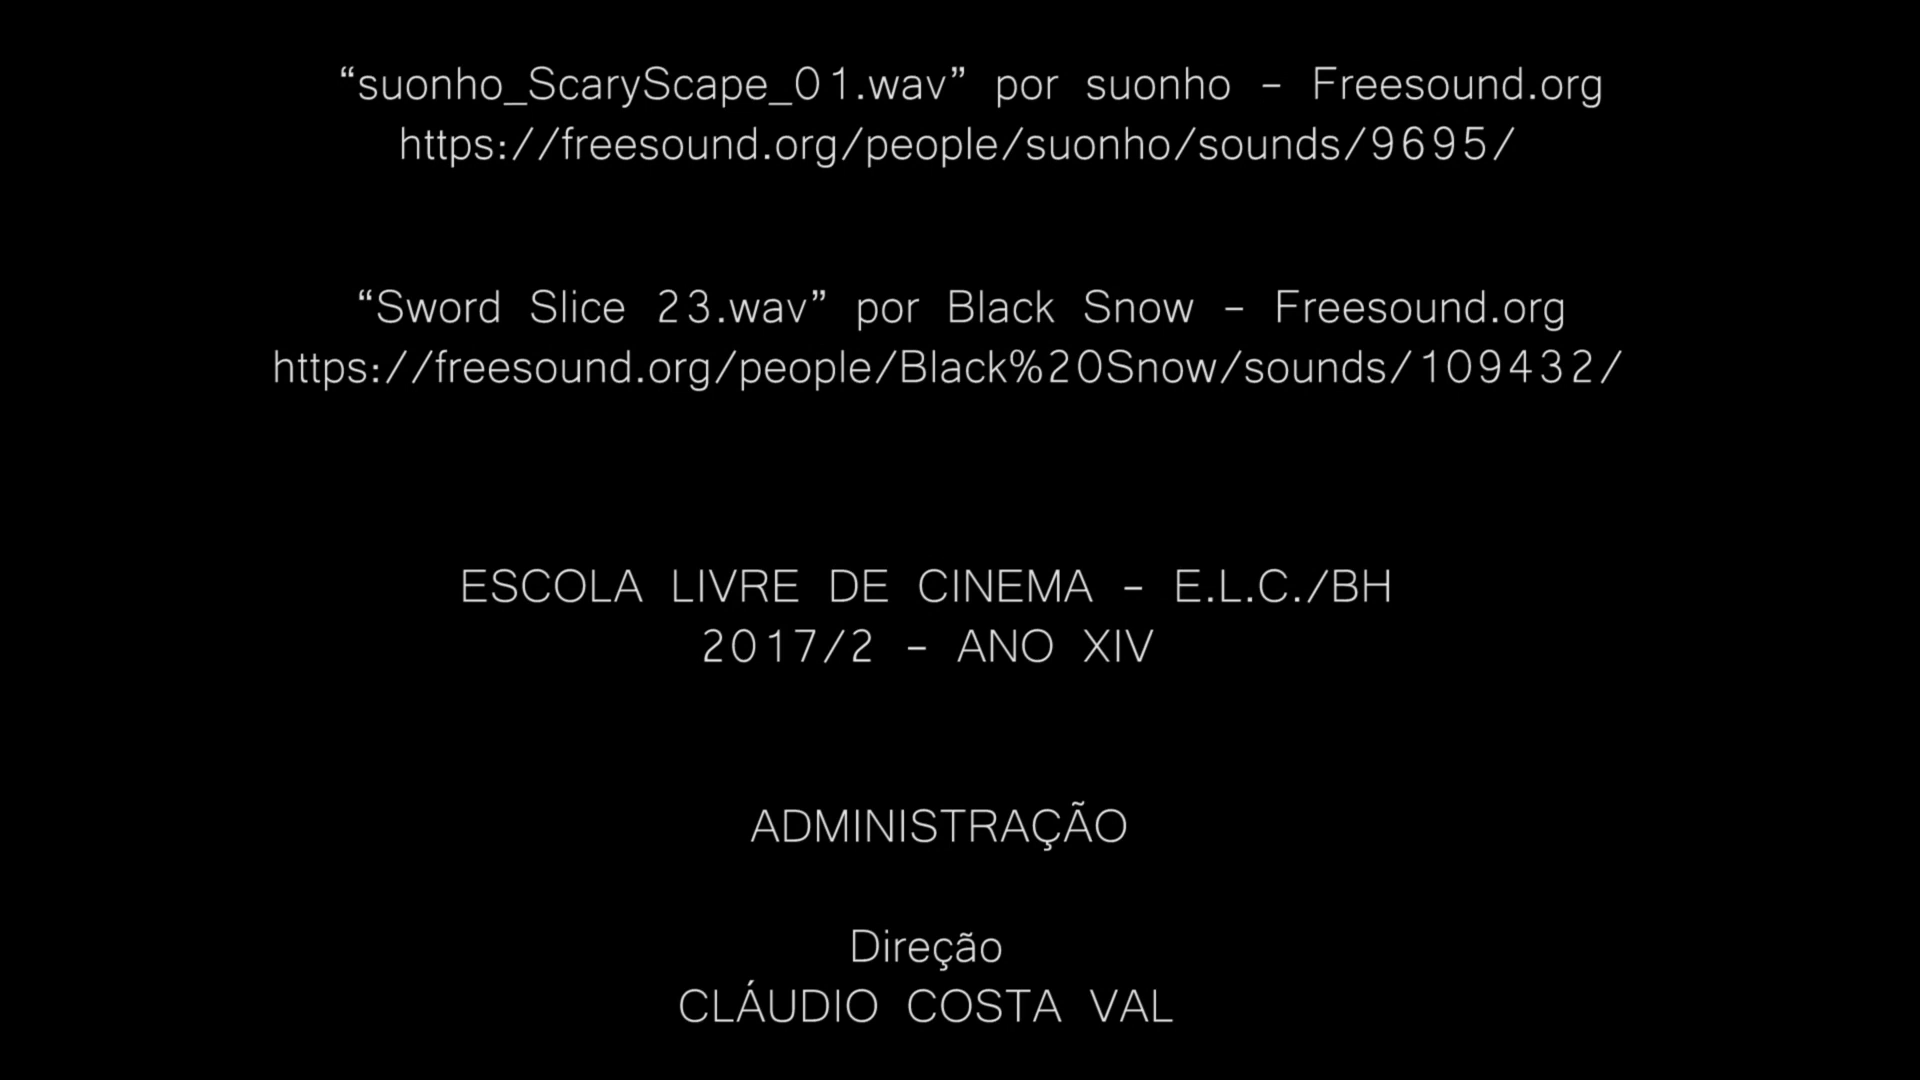 “suonho_ScaryScape_01.wav” por suonho – Freesound.org
https://freesound.org/people/suonho/sounds/9695/
“Sword Slice 23.wav” por Black Snow – Freesound.org
https://freesound.org/people/Black%20Snow/sounds/109432/
ESCOLA LIVRE DE CINEMA – E.L.C./BH
2017/2 – ANO XIV
ADMINISTRAÇÃO
Direção
CLÁUDIO COSTA VAL